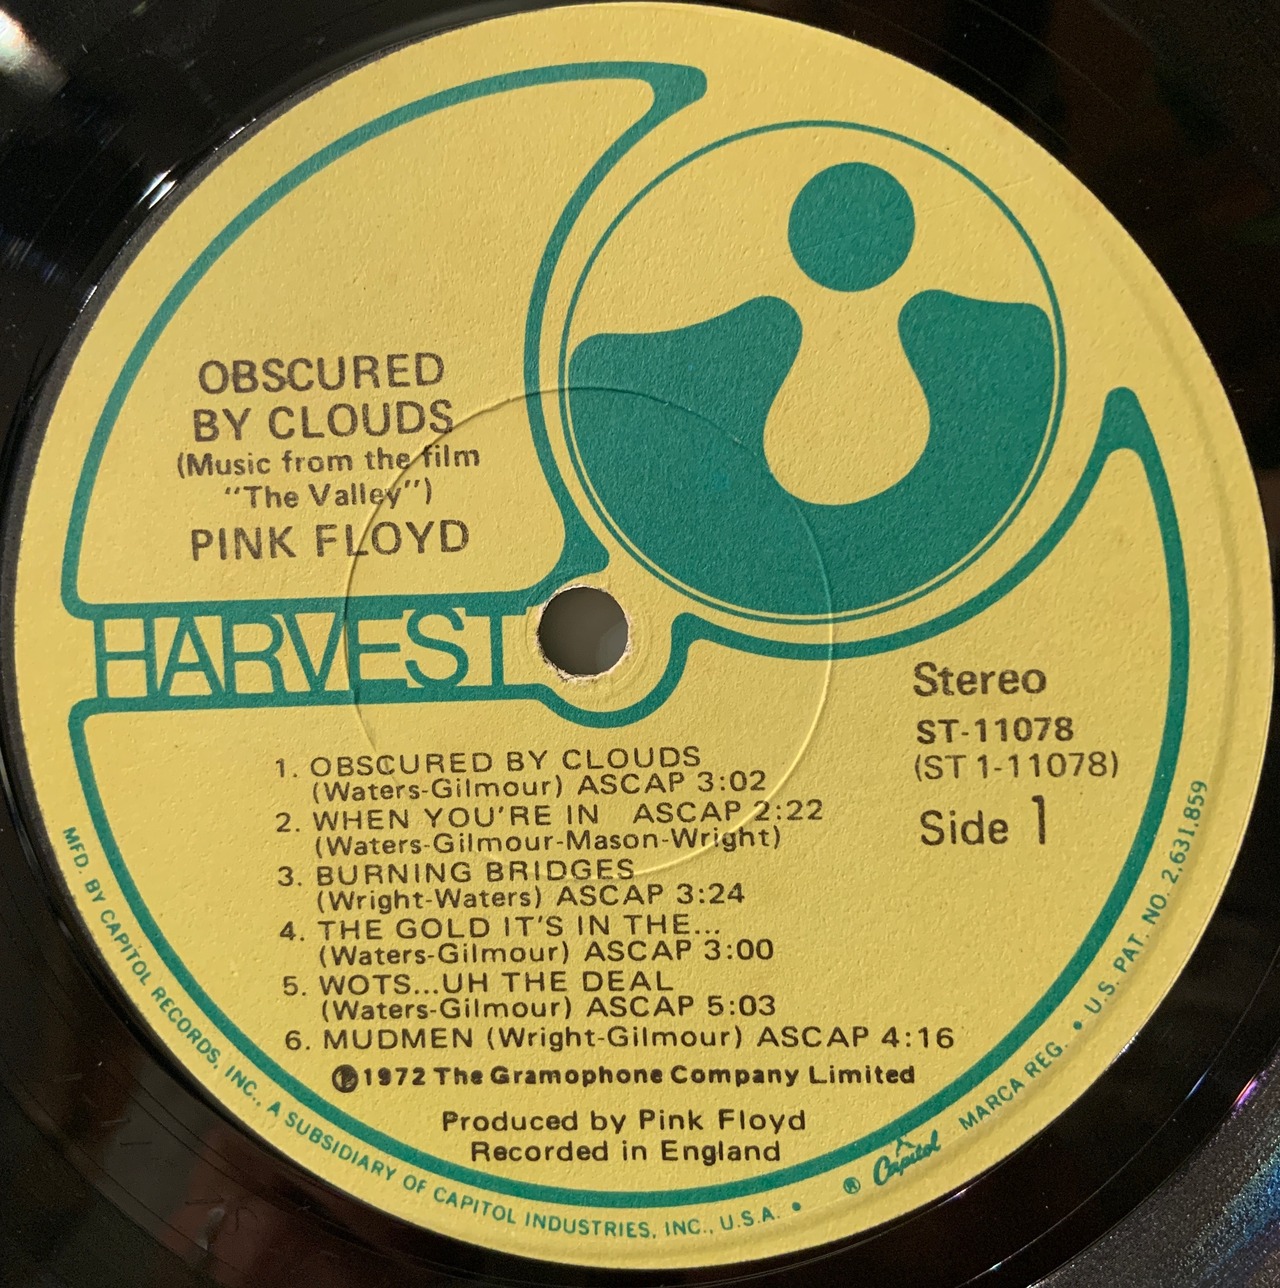 OBSCURED
BY CLOUDS
(Music from the film
"The Valley")
PINK FLOYD
HARVEST
Stereo
ST-11078
(ST 1-11078)
Side 1
1. OBSCURED BY CLOUDS
(Waters-Gilmour) ASCAP 3:02
2. WHEN YOU'RE IN ASCAP 2:22
(Waters-Gilmour-Mason-Wright)
3. BURNING BRIDGES
(Wright-Waters) ASCAP 3:24
4. THE GOLD IT'S IN THE...
(Waters-Gilmour) ASCAP 3:00
5. WOTS...UH THE DEAL
(Waters-Gilmour) ASCAP 5:03
6. MUDMEN (Wright-Gilmour) ASCAP 4:16
℗1972 The Gramophone Company Limited
Produced by Pink Floyd
Recorded in England
MFD. BY CAPITOL RECORDS, INC., A SUBSIDIARY OF CAPITOL INDUSTRIES, INC., U.S.A. • ® Capitol MARCA REG. • U.S. PAT. NO. 2,631,859